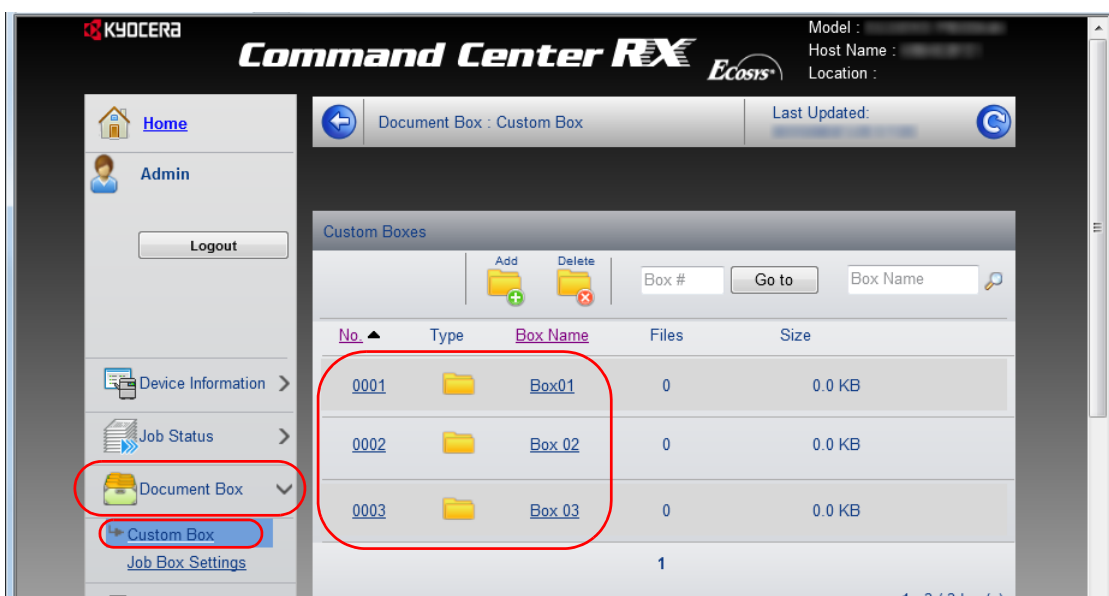 KYOCERA
Command Center RX
Ecosys
Model :
Host Name :
Location :
Home
Admin
Logout
Device Information
Job Status
Document Box
Custom Box
Job Box Settings
Document Box : Custom Box
Last Updated:
Custom Boxes
Add Delete
Box # Go to Box Name
No. Type Box Name Files Size
0001 Box01 0 0.0 KB
0002 Box 02 0 0.0 KB
0003 Box 03 0 0.0 KB
1